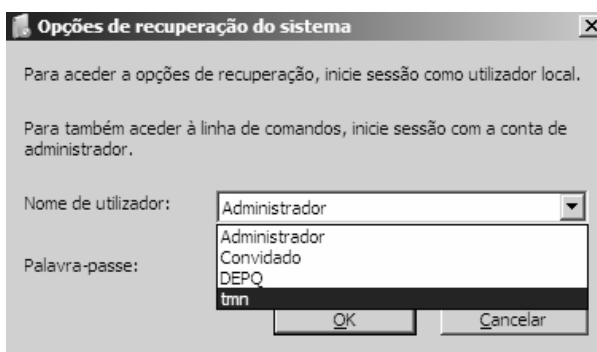 Opções de recuperação do sistema
Para aceder a opções de recuperação, inicie sessão como utilizador local.
Para também aceder à linha de comandos, inicie sessão com a conta de
administrador.
Nome de utilizador:
Administrador
Administrador
Convidado
DEPQ
tmn
Palavra-passe:
OK
Cancelar